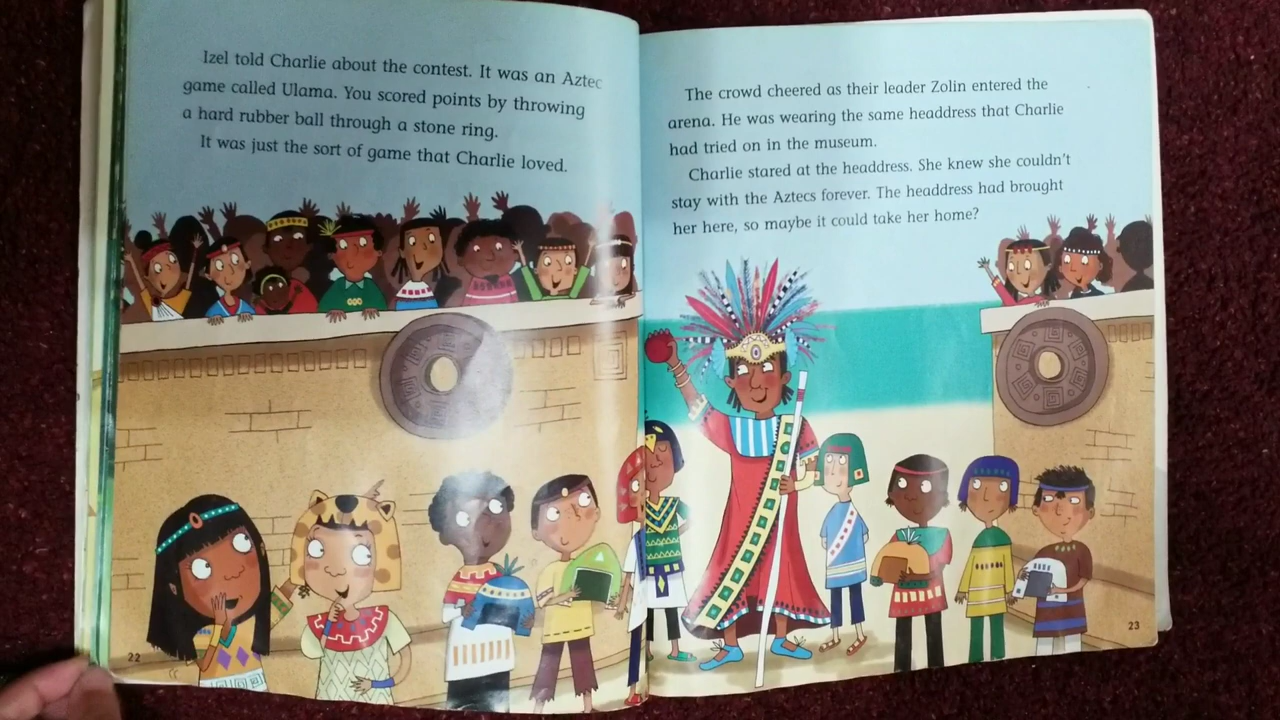 Izel told Charlie about the contest. It was an Aztec
game called Ulama. You scored points by throwing
a hard rubber ball through a stone ring.
It was just the sort of game that Charlie loved.
22
The crowd cheered as their leader Zolin entered the
arena. He was wearing the same headdress that Charlie
had tried on in the museum.
Charlie stared at the headdress. She knew she couldn't
stay with the Aztecs forever. The headdress had brought
her here, so maybe it could take her home?
23